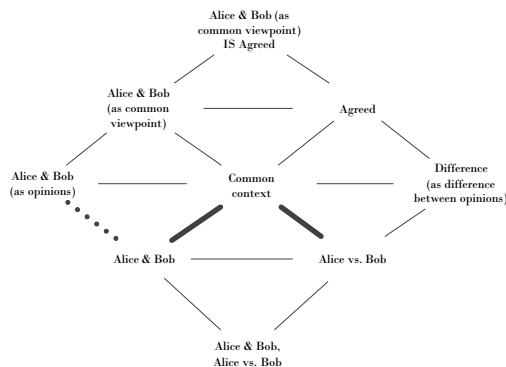 Alice & Bob (as
common viewpoint)
IS Agreed
Alice & Bob
(as common
viewpoint)
Agreed
Alice & Bob
(as opinions)
Common
context
Difference
(as difference
between opinions)
Alice & Bob
Alice vs. Bob
Alice & Bob,
Alice vs. Bob